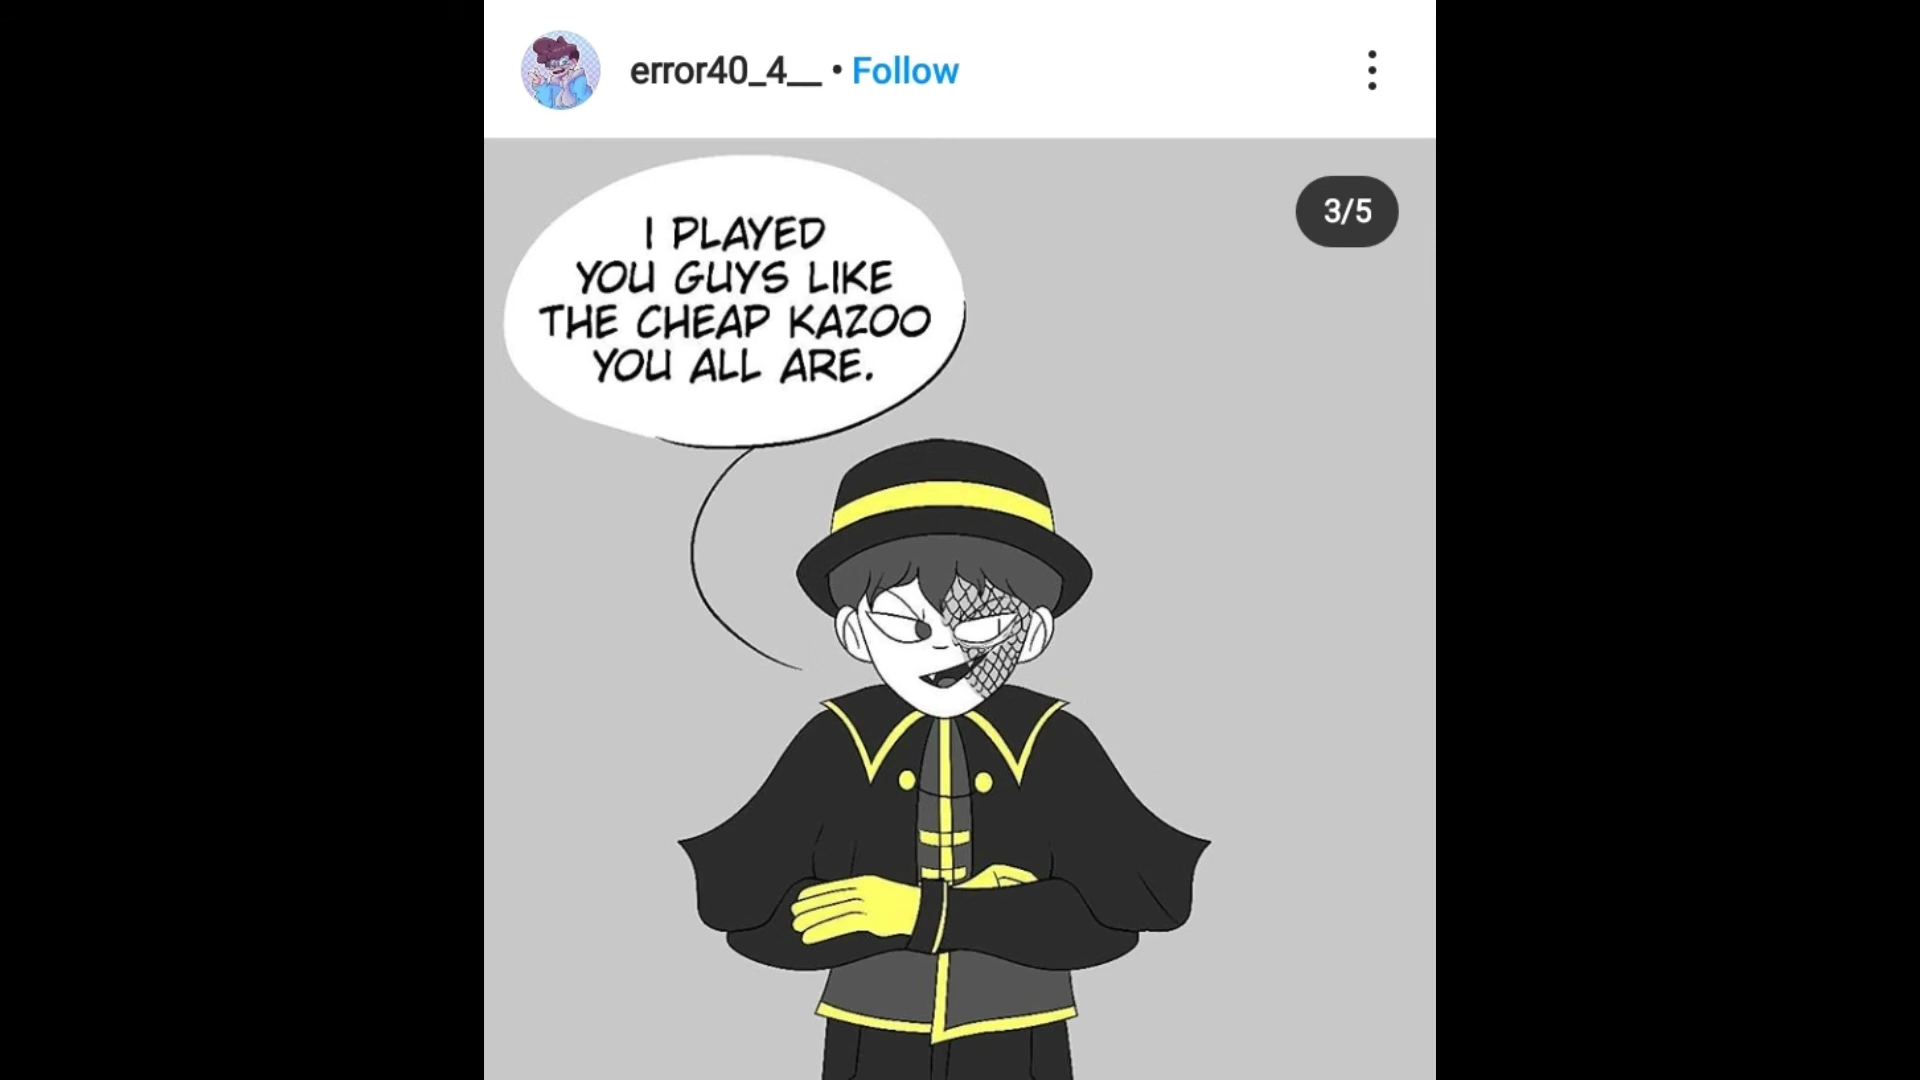 error40_4__ • Follow
3/5
I PLAYED
YOU GUYS LIKE
THE CHEAP KAZOO
YOU ALL ARE.